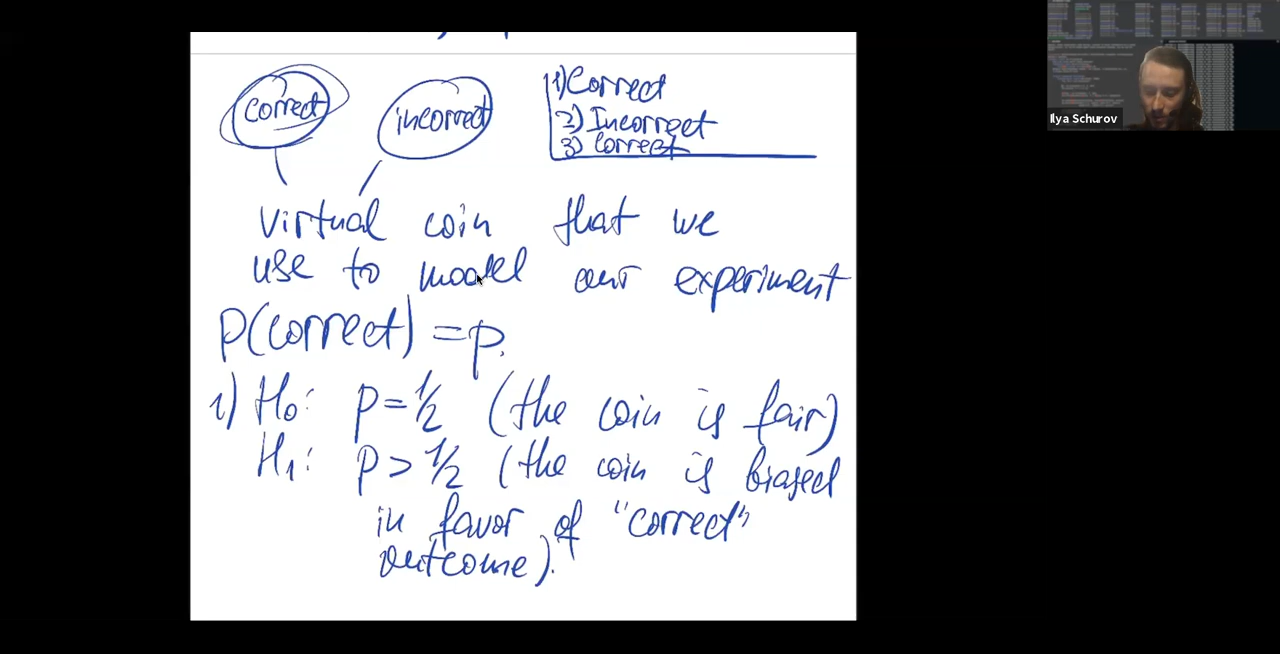 correct
incorrect
1) Correct
2) Incorrect
3) Correct
virtual coin that we
use to model our experiment
P(correct) = p.
1) H₀: p = 1/2 (the coin is fair)
H₁: p > 1/2 (the coin is biased
in favor of "correct"
outcome).
Ilya Schurov